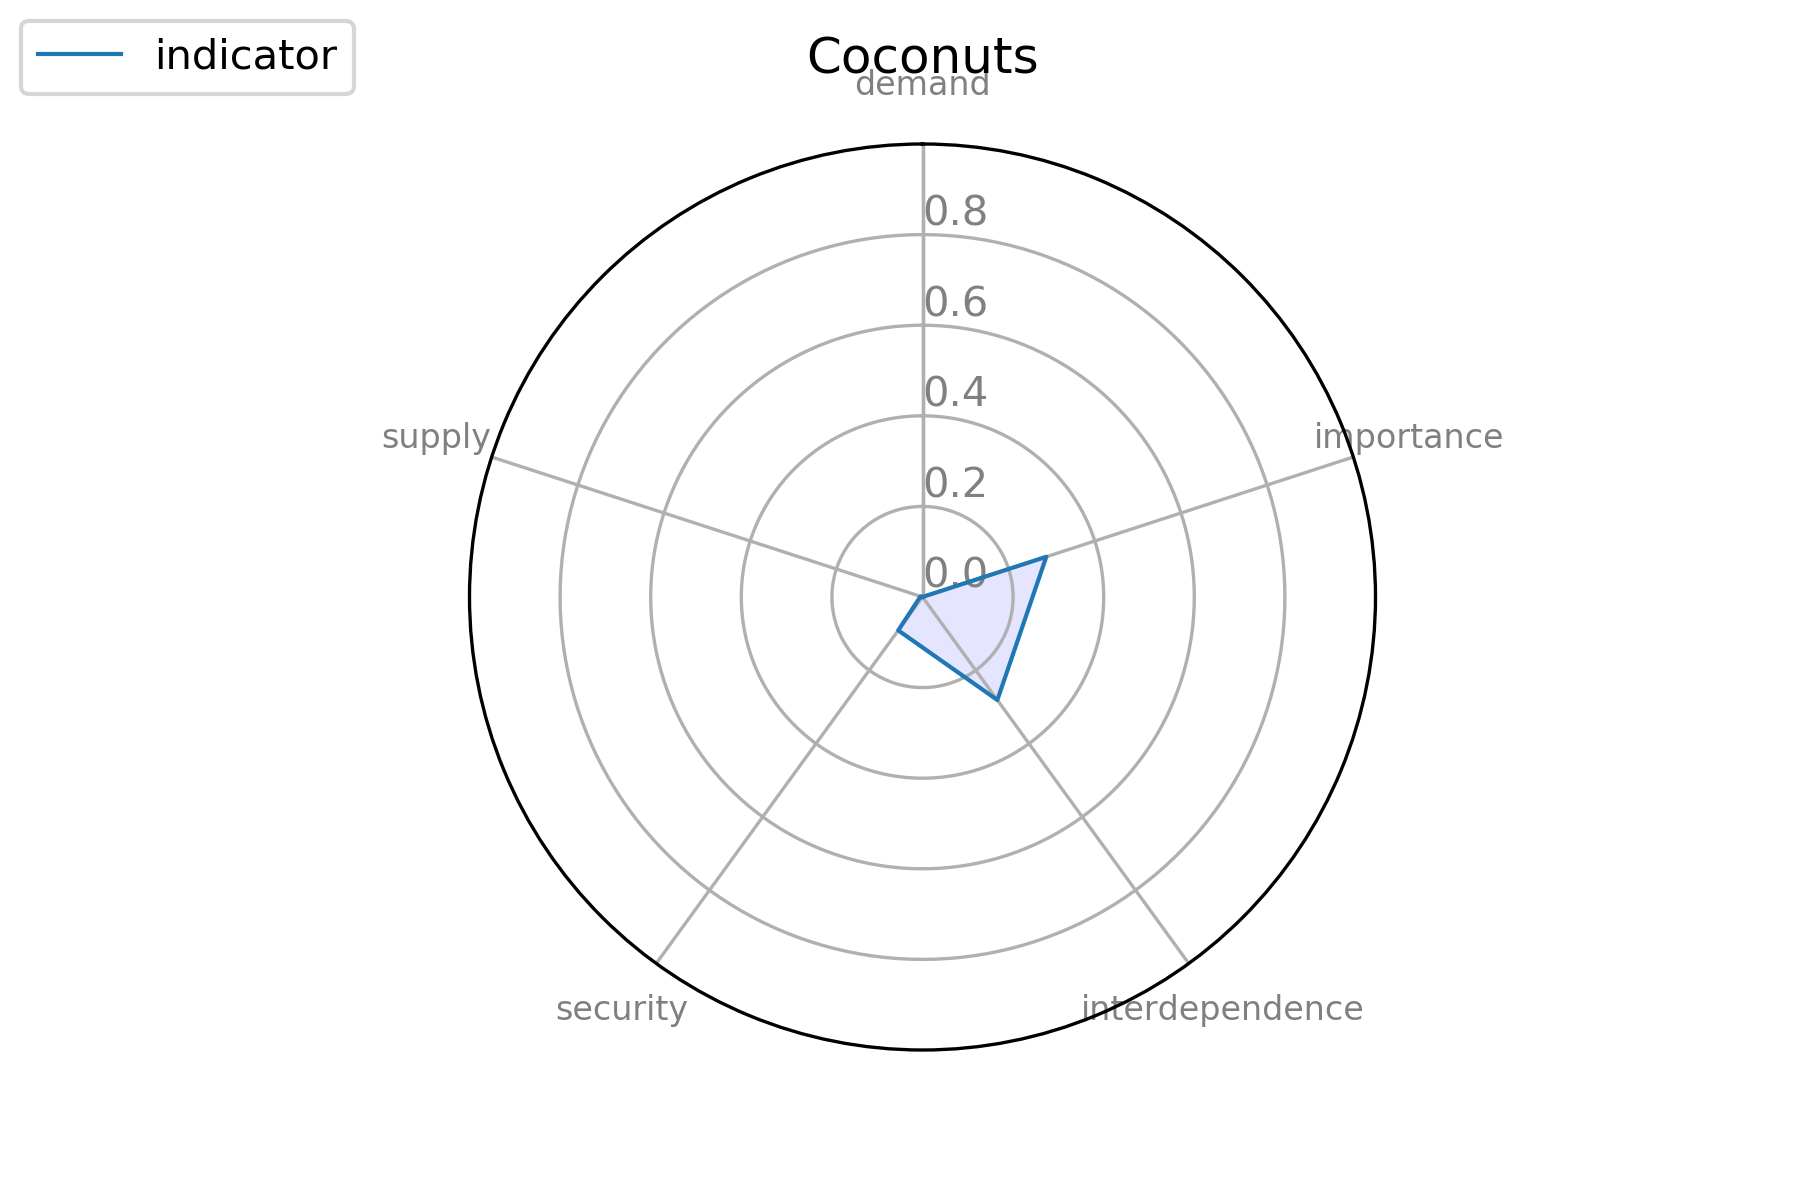 indicator
Coconuts
demand
0.8
0.6
0.4
supply
importance
0.2
0.0
security
interdependence